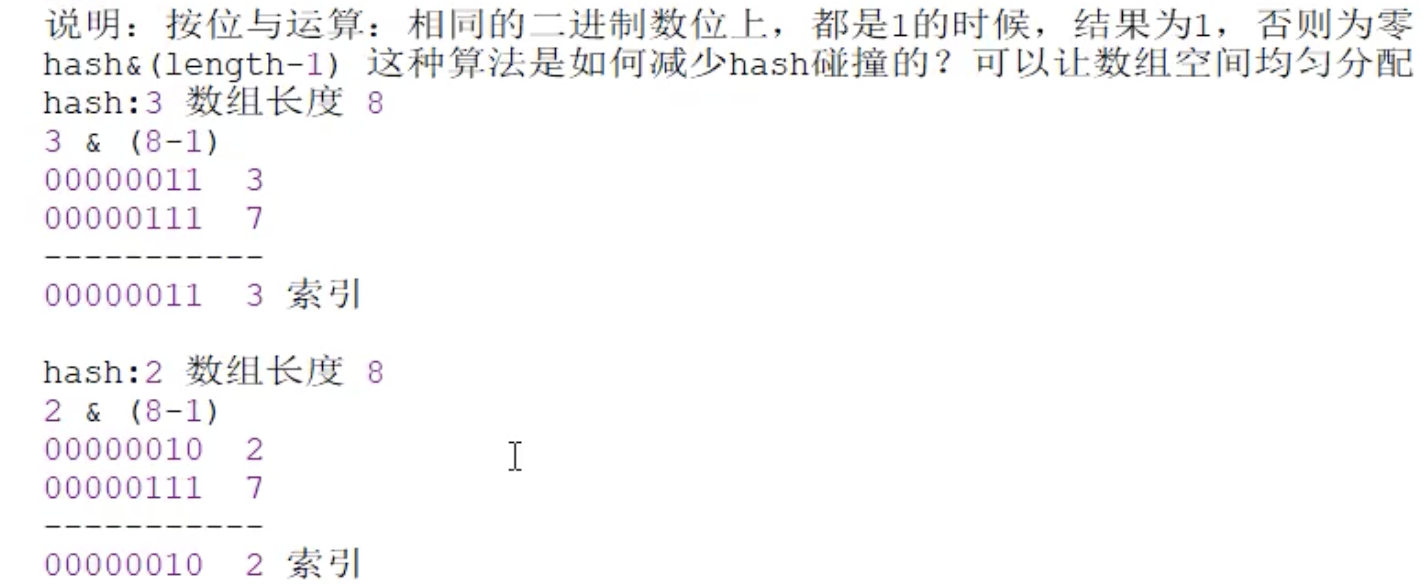 说明：按位与运算：相同的二进制数位上，都是1的时候，结果为1，否则为零
hash&(length-1) 这种算法是如何减少hash碰撞的？可以让数组空间均匀分配
hash:3 数组长度 8
3 & (8-1)
00000011  3
00000111  7
-----------
00000011  3 索引
hash:2 数组长度 8
2 & (8-1)
00000010  2
00000111  7
-----------
00000010  2 索引